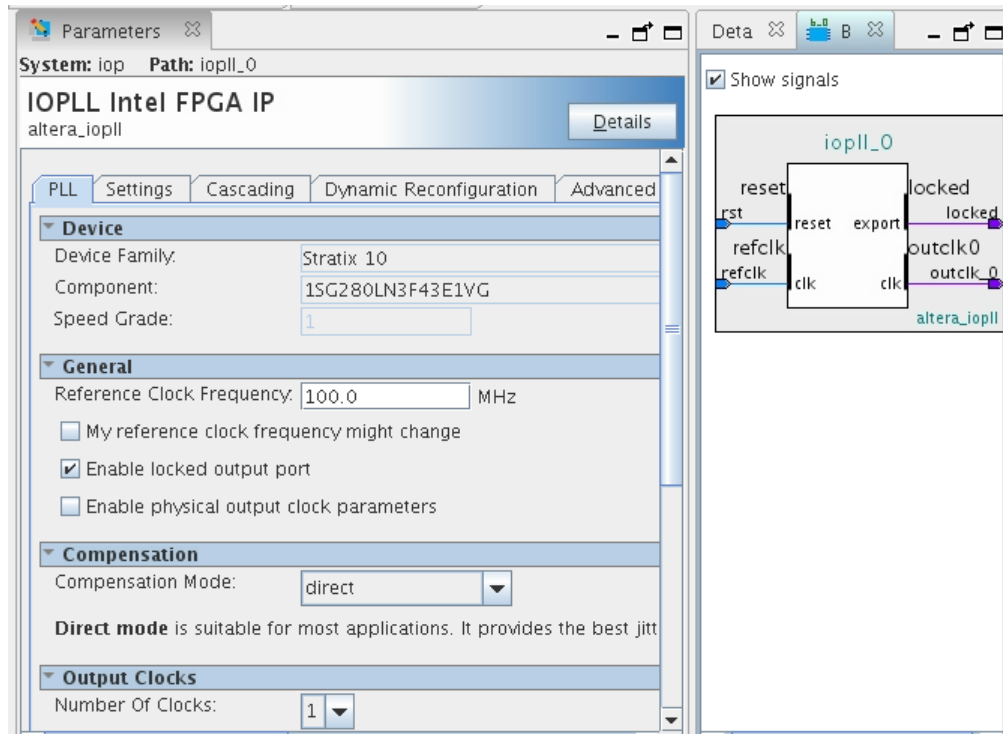 Parameters
System: iop Path: iopll_0
IOPLL Intel FPGA IP
altera_iopll
Details
PLL Settings Cascading Dynamic Reconfiguration Advanced
Device
Device Family: Stratix 10
Component: 1SG280LN3F43E1VG
Speed Grade: 1
General
Reference Clock Frequency: 100.0 MHz
My reference clock frequency might change
Enable locked output port
Enable physical output clock parameters
Compensation
Compensation Mode: direct
Direct mode is suitable for most applications. It provides the best jitt
Output Clocks
Number Of Clocks: 1
Deta B
Show signals
iopll_0
reset locked
rst locked
reset export
refclk outclk0
refclk outclk_0
clk clk
altera_iopll